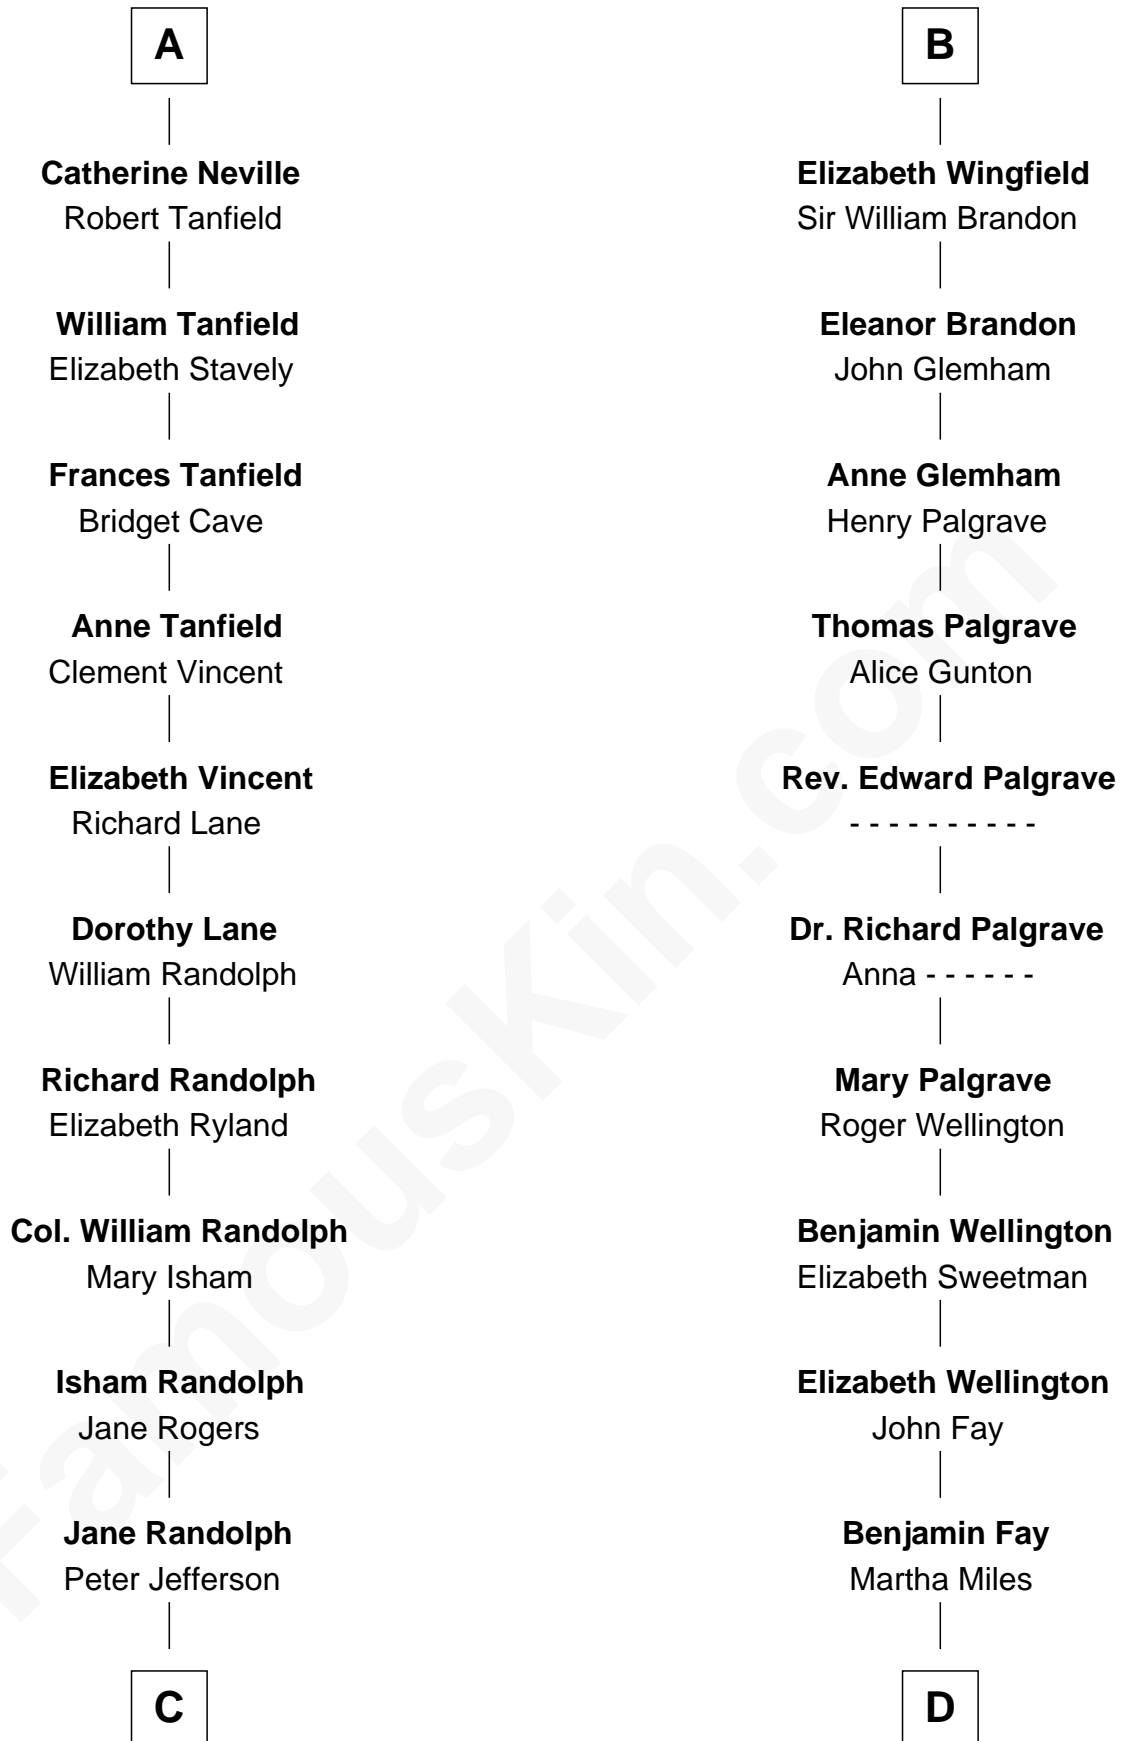 A
Catherine Neville
Robert Tanfield
William Tanfield
Elizabeth Stavely
Frances Tanfield
Bridget Cave
Anne Tanfield
Clement Vincent
Elizabeth Vincent
Richard Lane
Dorothy Lane
William Randolph
Richard Randolph
Elizabeth Ryland
Col. William Randolph
Mary Isham
Isham Randolph
Jane Rogers
Jane Randolph
Peter Jefferson
C
B
Elizabeth Wingfield
Sir William Brandon
Eleanor Brandon
John Glemham
Anne Glemham
Henry Palgrave
Thomas Palgrave
Alice Gunton
Rev. Edward Palgrave
- - - - - - - - - -
Dr. Richard Palgrave
Anna - - - - - -
Mary Palgrave
Roger Wellington
Benjamin Wellington
Elizabeth Sweetman
Elizabeth Wellington
John Fay
Benjamin Fay
Martha Miles
D
FamousKin.com